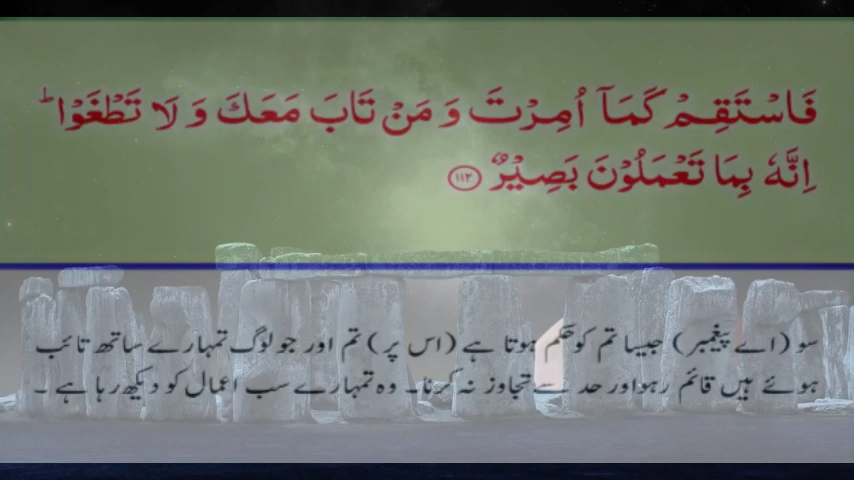 فَاسْتَقِمْ كَمَآ اُمِرْتَ وَ مَنْ تَابَ مَعَكَ وَ لَا تَطْغَوْا ؕ
اِنَّهٗ بِمَا تَعْمَلُوْنَ بَصِيْرٌ ﴿۱۱۲﴾
سو (اے پیغمبر) جیسا تم کو حکم ہوتا ہے (اس پر) تم اور جو لوگ تمہارے ساتھ تائب
ہوئے ہیں قائم رہو اور حد سے تجاوز نہ کرنا۔ وہ تمہارے سب اعمال کو دیکھ رہا ہے ۔